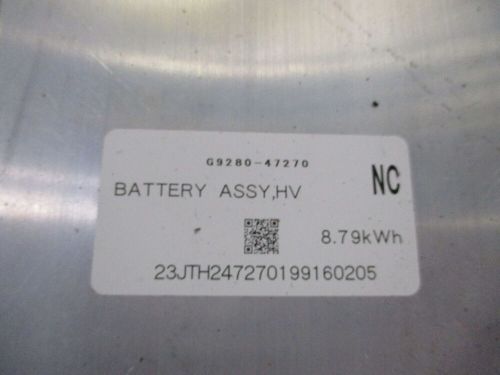 G9280-47270
NC
BATTERY ASSY,HV
8.79kWh
23JTH247270199160205